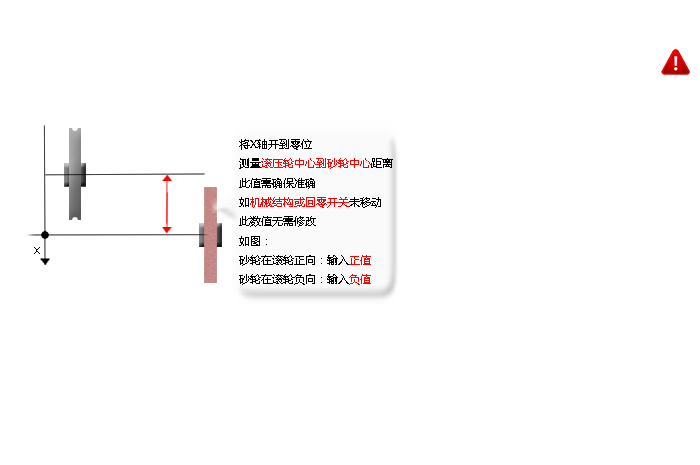 将X轴开到零位
测量滚压轮中心到砂轮中心距离
此值需确保准确
如机械结构或回零开关未移动
此数值无需修改
如图：
砂轮在滚轮正向：输入正值
砂轮在滚轮负向：输入负值
X